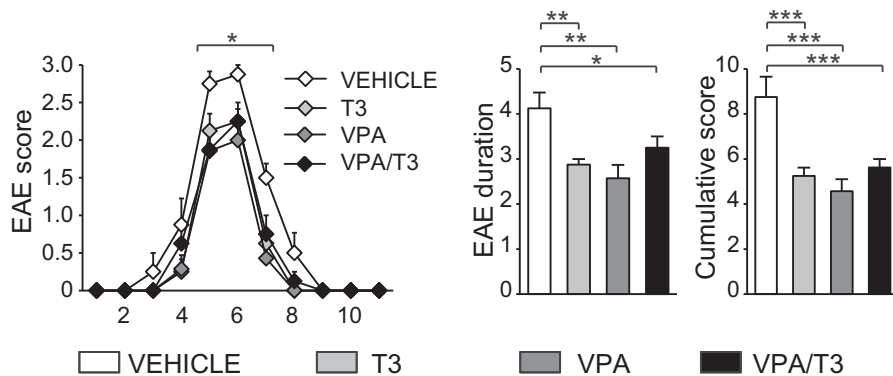 *
EAE score
3.0
2.5
2.0
1.5
1.0
0.5
0
2 4 6 8 10
VEHICLE
T3
VPA
VPA/T3
**
**
*
EAE duration
5
4
3
2
1
0
***
***
***
Cumulative score
10
8
6
4
2
0
VEHICLE T3 VPA VPA/T3